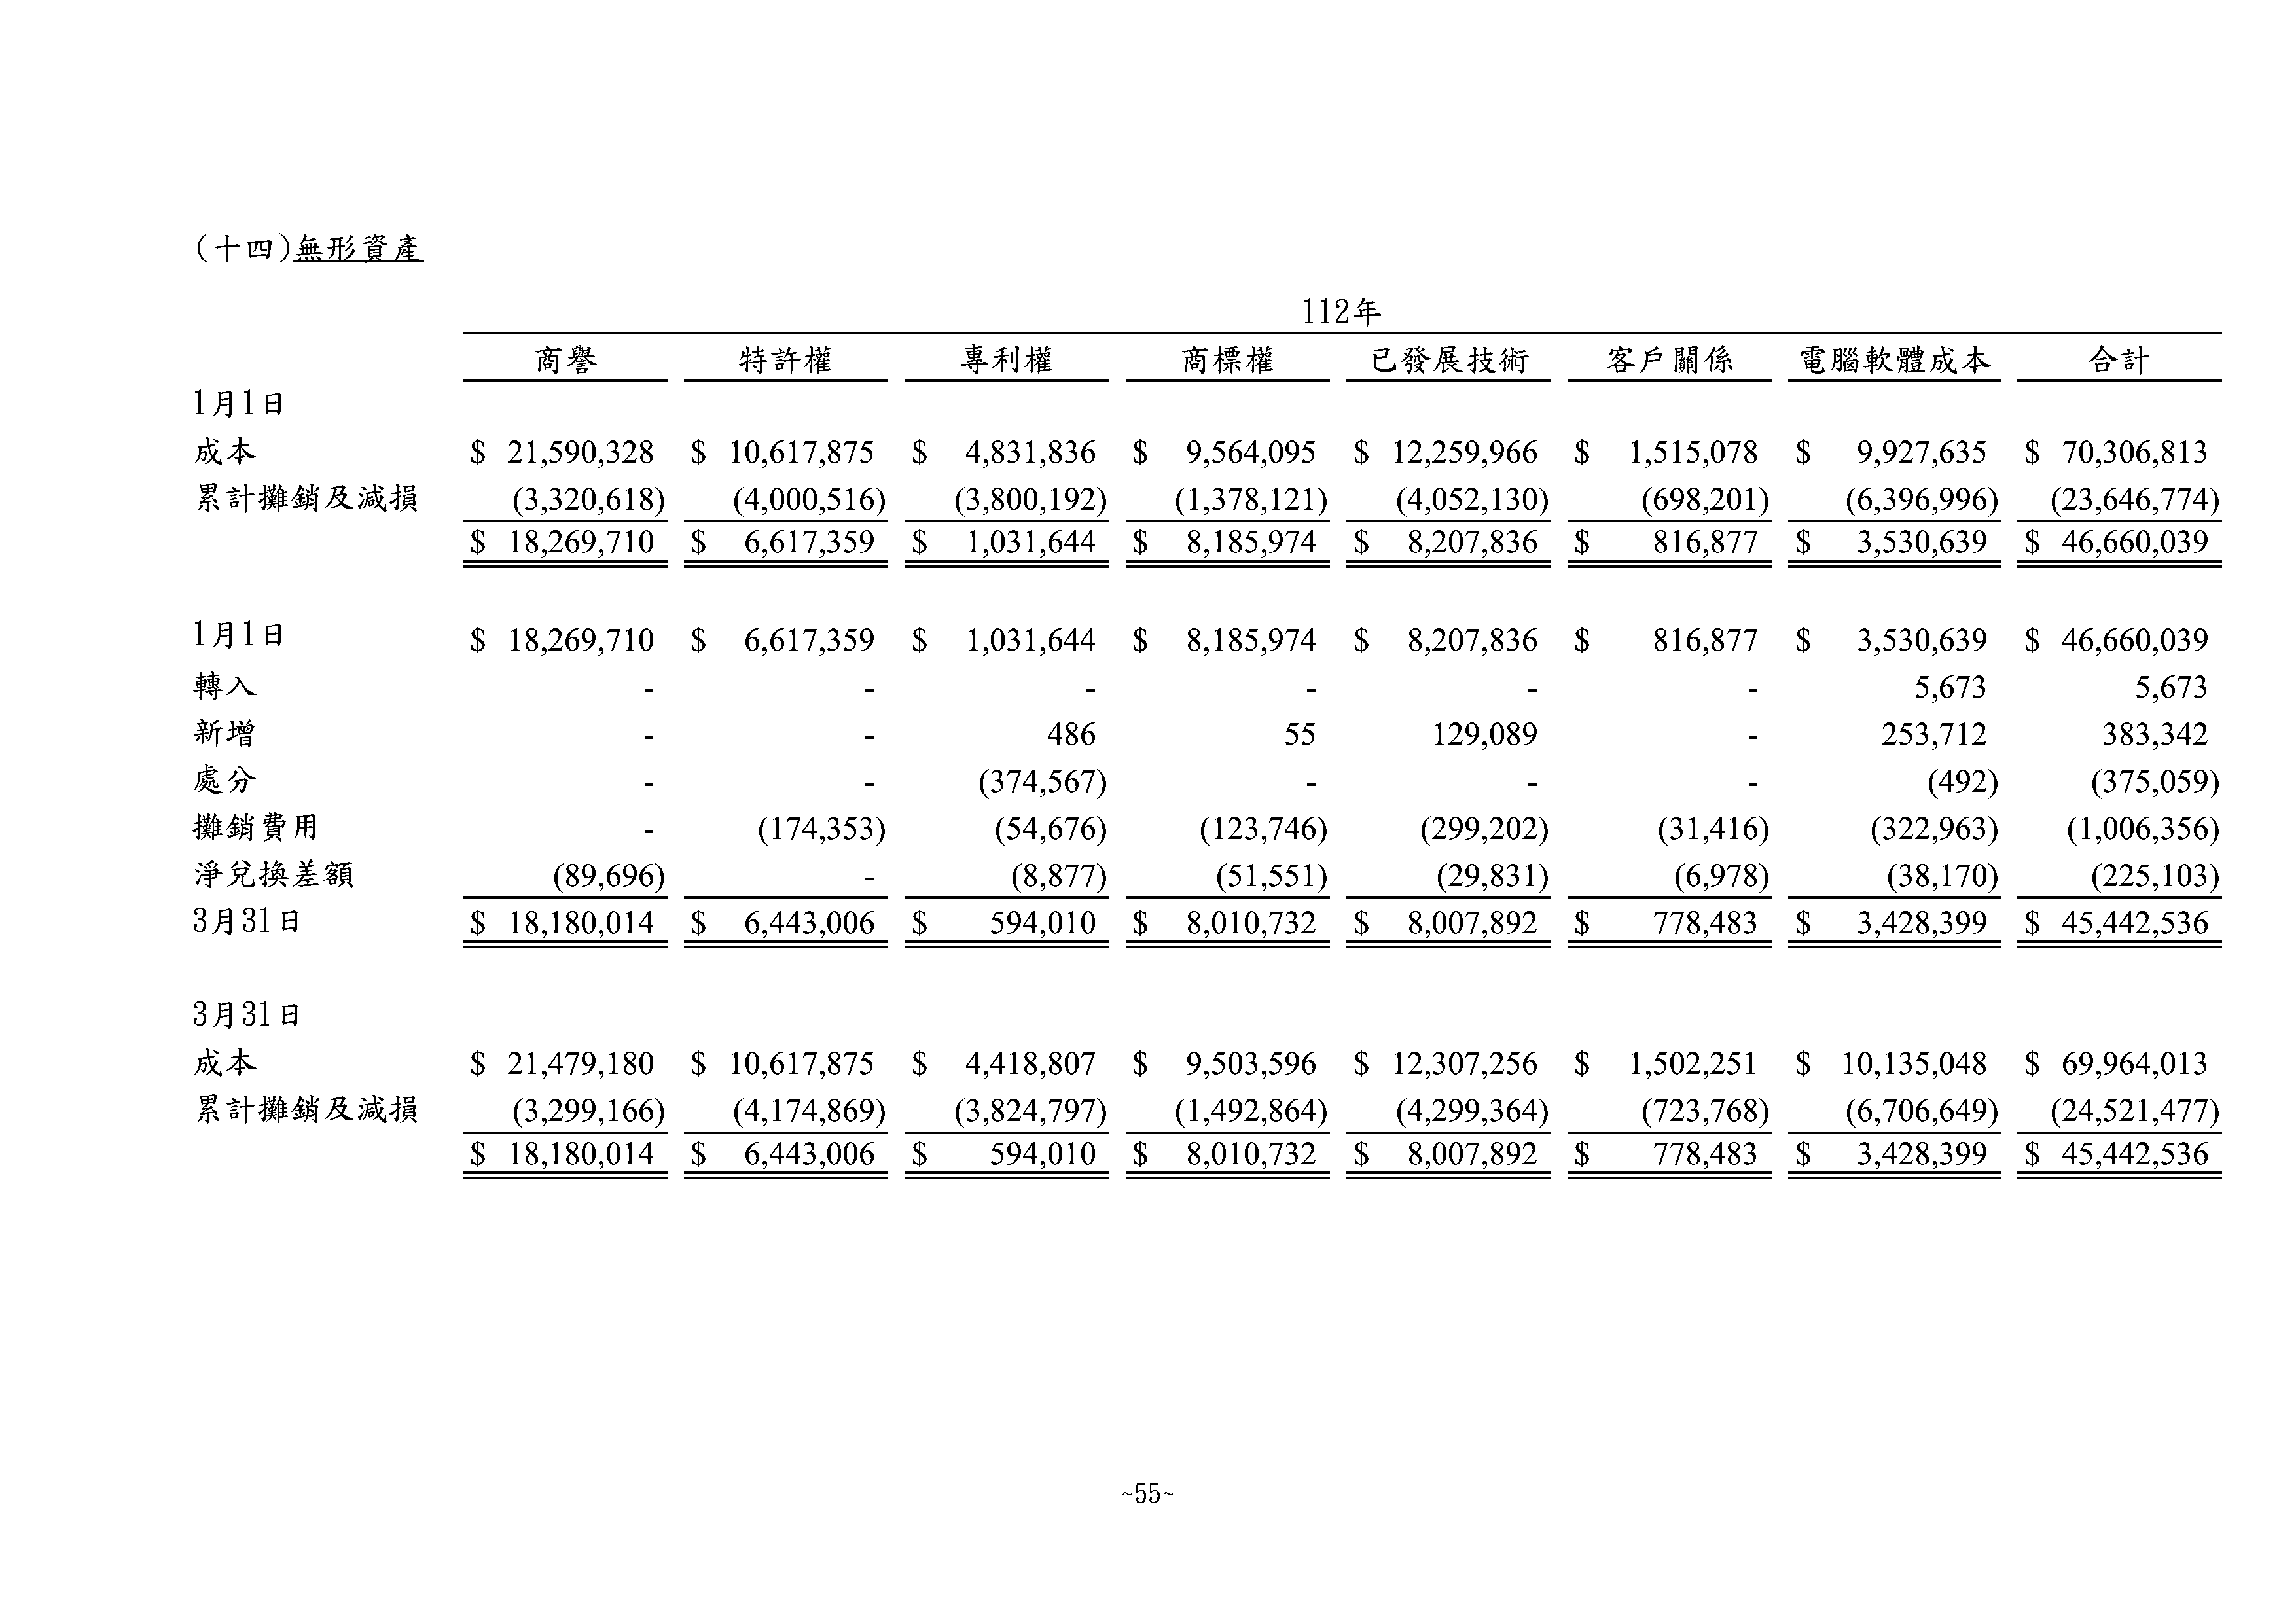 (十四)無形資產
112年
商譽 特許權 專利權 商標權 已發展技術 客戶關係 電腦軟體成本 合計
1月1日
成本 $ 21,590,328 $ 10,617,875 $ 4,831,836 $ 9,564,095 $ 12,259,966 $ 1,515,078 $ 9,927,635 $ 70,306,813
累計攤銷及減損 (3,320,618) (4,000,516) (3,800,192) (1,378,121) (4,052,130) (698,201) (6,396,996) (23,646,774)
$ 18,269,710 $ 6,617,359 $ 1,031,644 $ 8,185,974 $ 8,207,836 $ 816,877 $ 3,530,639 $ 46,660,039
1月1日 $ 18,269,710 $ 6,617,359 $ 1,031,644 $ 8,185,974 $ 8,207,836 $ 816,877 $ 3,530,639 $ 46,660,039
轉入 - - - - - - 5,673 5,673
新增 - - 486 55 129,089 - 253,712 383,342
處分 - - (374,567) - - - (492) (375,059)
攤銷費用 - (174,353) (54,676) (123,746) (299,202) (31,416) (322,963) (1,006,356)
淨兌換差額 (89,696) - (8,877) (51,551) (29,831) (6,978) (38,170) (225,103)
3月31日 $ 18,180,014 $ 6,443,006 $ 594,010 $ 8,010,732 $ 8,007,892 $ 778,483 $ 3,428,399 $ 45,442,536
3月31日
成本 $ 21,479,180 $ 10,617,875 $ 4,418,807 $ 9,503,596 $ 12,307,256 $ 1,502,251 $ 10,135,048 $ 69,964,013
累計攤銷及減損 (3,299,166) (4,174,869) (3,824,797) (1,492,864) (4,299,364) (723,768) (6,706,649) (24,521,477)
$ 18,180,014 $ 6,443,006 $ 594,010 $ 8,010,732 $ 8,007,892 $ 778,483 $ 3,428,399 $ 45,442,536
~55~